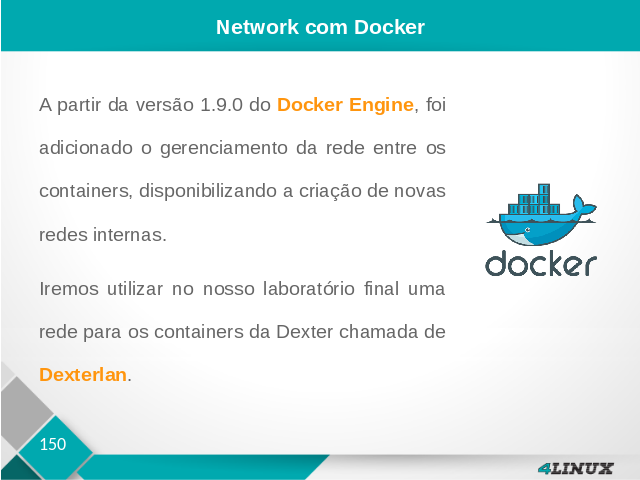 Network com Docker
A partir da versão 1.9.0 do Docker Engine, foi
adicionado o gerenciamento da rede entre os
containers, disponibilizando a criação de novas
redes internas.
Iremos utilizar no nosso laboratório final uma
rede para os containers da Dexter chamada de
Dexterlan.
docker
150
4LINUX